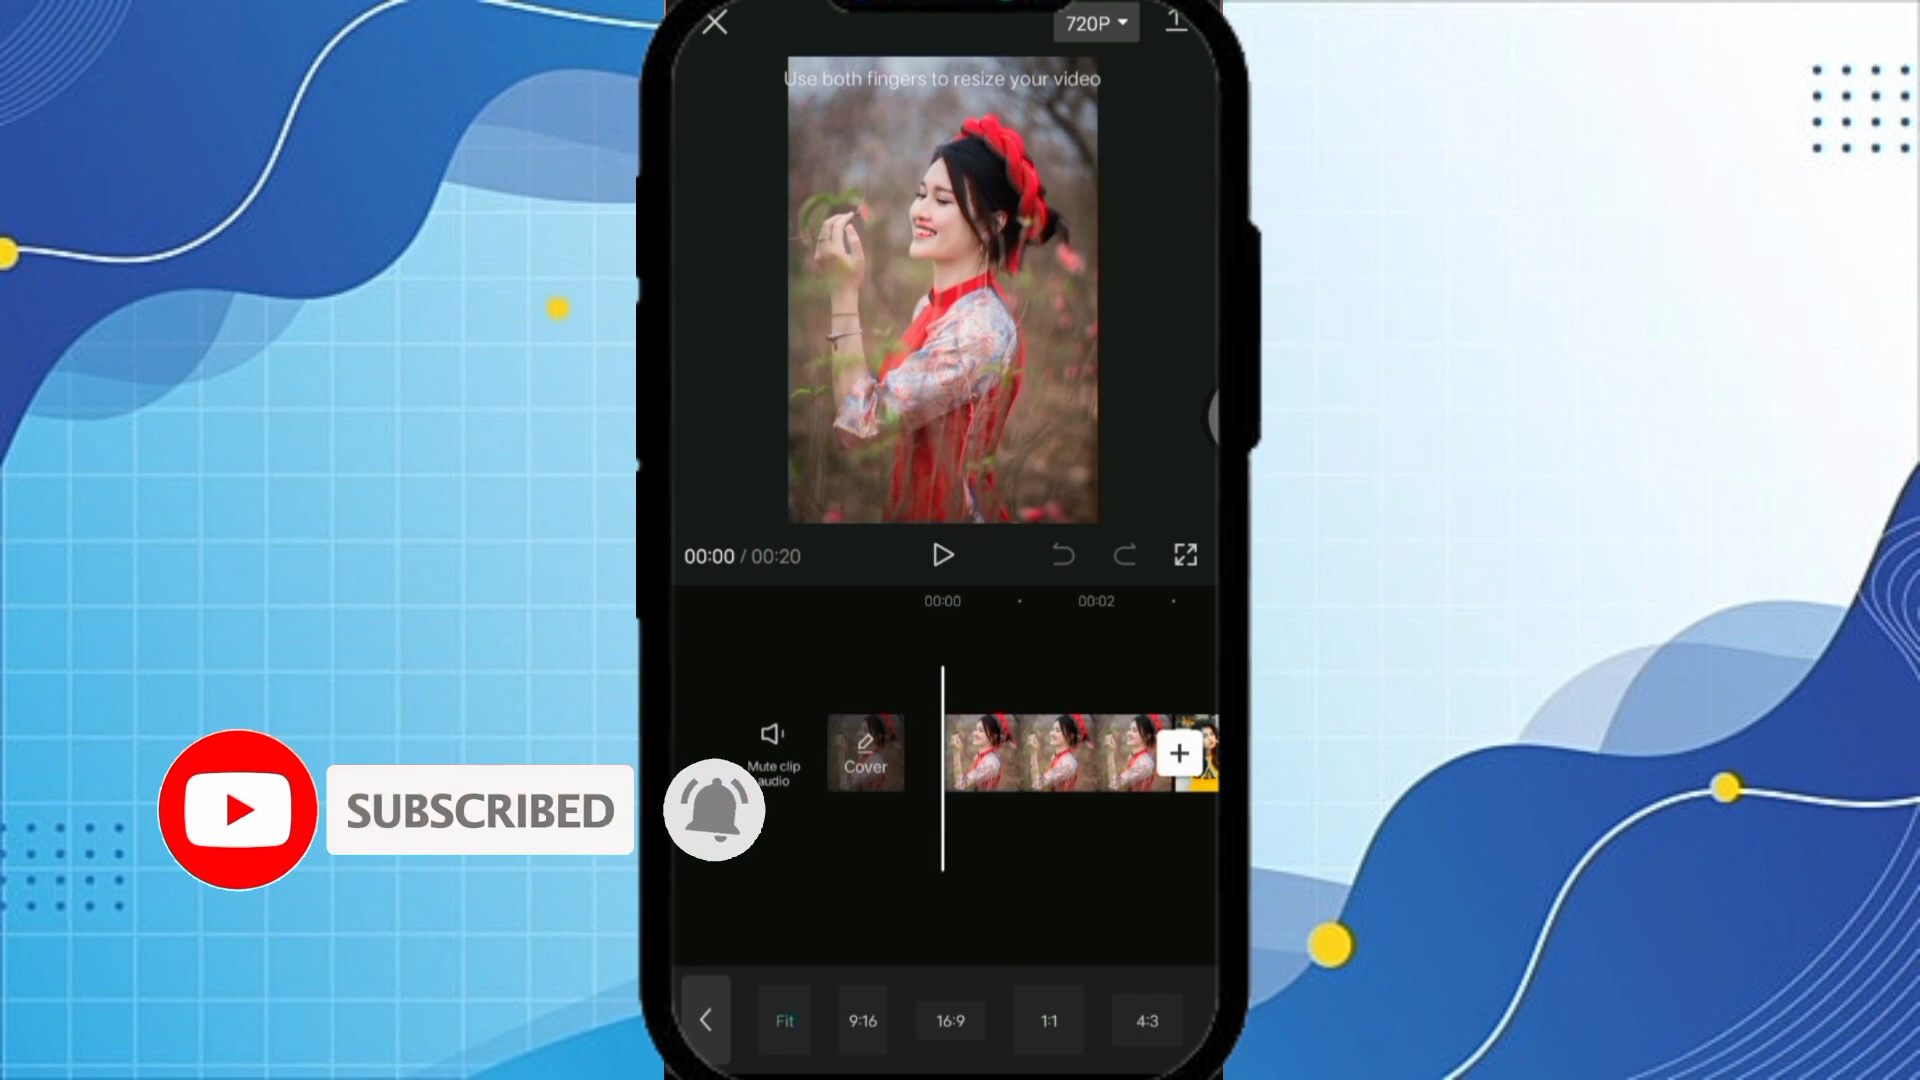 720P
Use both fingers to resize your video
00:00 / 00:20
00:00
00:02
Mute clip
audio
Cover
SUBSCRIBED
Fit
9:16
16:9
1:1
4:3